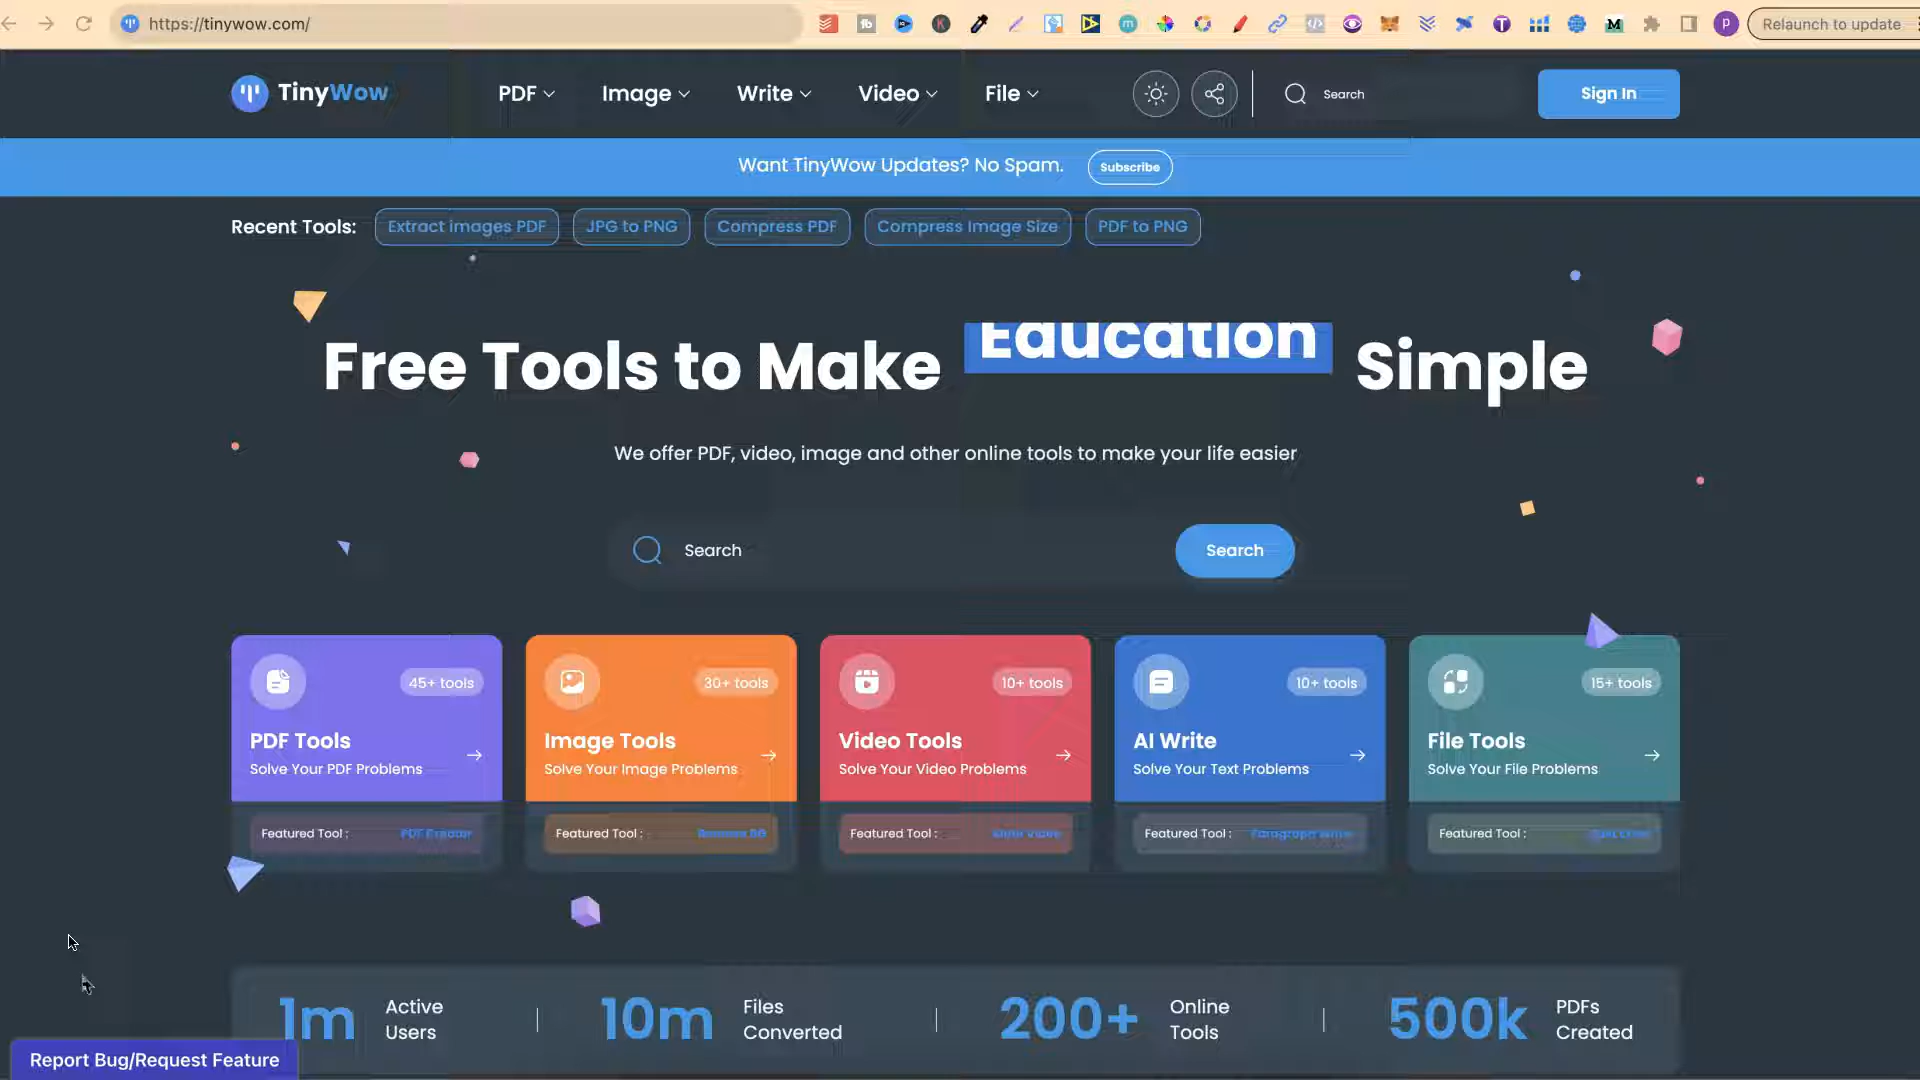 https://tinywow.com/
Relaunch to update
TinyWow
PDF
Image
Write
Video
File
Search
Sign In
Want TinyWow Updates? No Spam.
Subscribe
Recent Tools:
Extract images PDF
JPG to PNG
Compress PDF
Compress Image Size
PDF to PNG
Free Tools to Make Education Simple
We offer PDF, video, image and other online tools to make your life easier
Search
Search
45+ tools
PDF Tools
Solve Your PDF Problems
Featured Tool :
PDF Creator
30+ tools
Image Tools
Solve Your Image Problems
Featured Tool :
Remove BG
10+ tools
Video Tools
Solve Your Video Problems
Featured Tool :
10+ tools
AI Write
Solve Your Text Problems
Featured Tool :
Paragraph Writer
15+ tools
File Tools
Solve Your File Problems
Featured Tool :
1m
Active
Users
10m
Files
Converted
200+
Online
Tools
500k
PDFs
Created
Report Bug/Request Feature